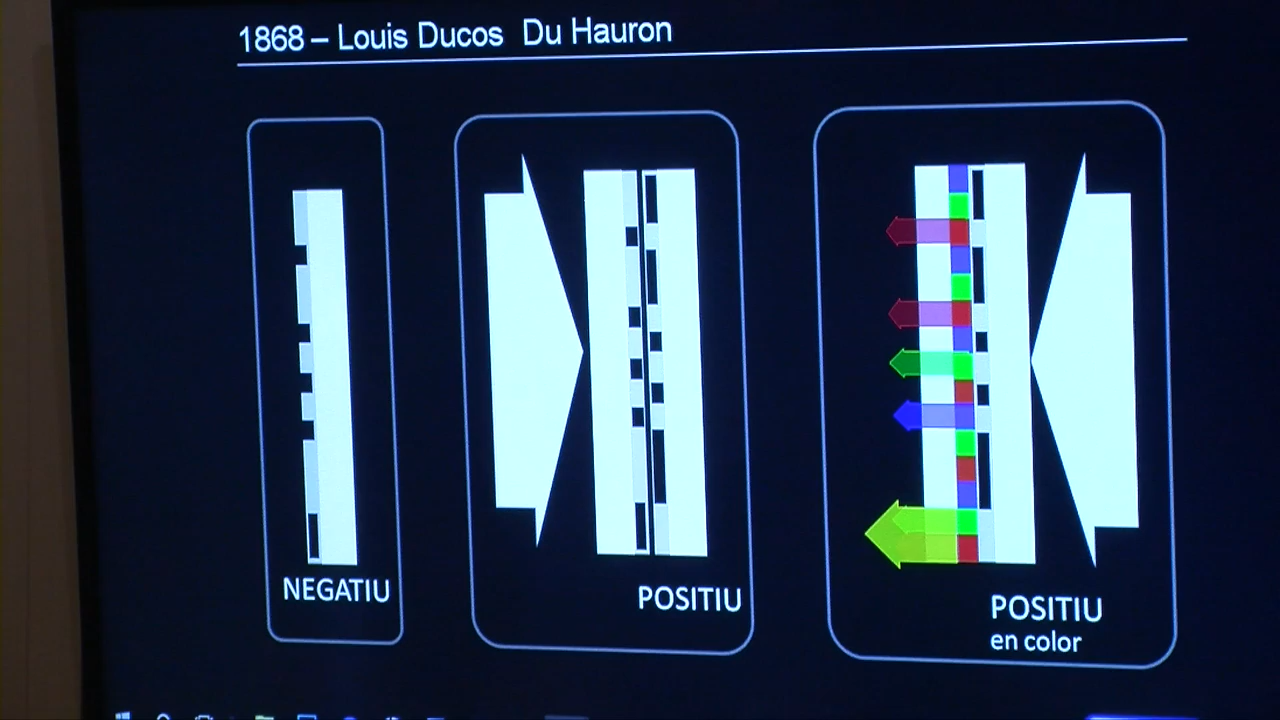 1868 – Louis Ducos Du Hauron
NEGATIU
POSITIU
POSITIU
en color